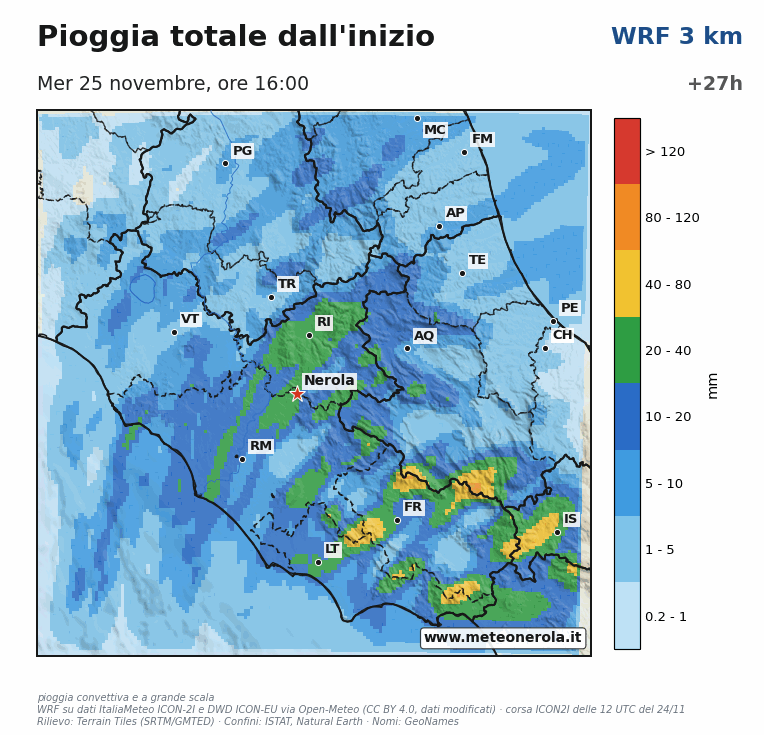 Pioggia totale dall'inizio
WRF 3 km
Mer 25 novembre, ore 16:00
+27h
MC
FM
PG
AP
TE
TR
PE
VT
RI
CH
AQ
Nerola
RM
FR
IS
LT
www.meteonerola.it
> 120
80 - 120
40 - 80
20 - 40
10 - 20
5 - 10
1 - 5
0.2 - 1
mm
pioggia convettiva e a grande scala
WRF su dati ItaliaMeteo ICON-2I e DWD ICON-EU via Open-Meteo (CC BY 4.0, dati modificati) · corsa ICON2I delle 12 UTC del 24/11
Rilievo: Terrain Tiles (SRTM/GMTED) · Confini: ISTAT, Natural Earth · Nomi: GeoNames